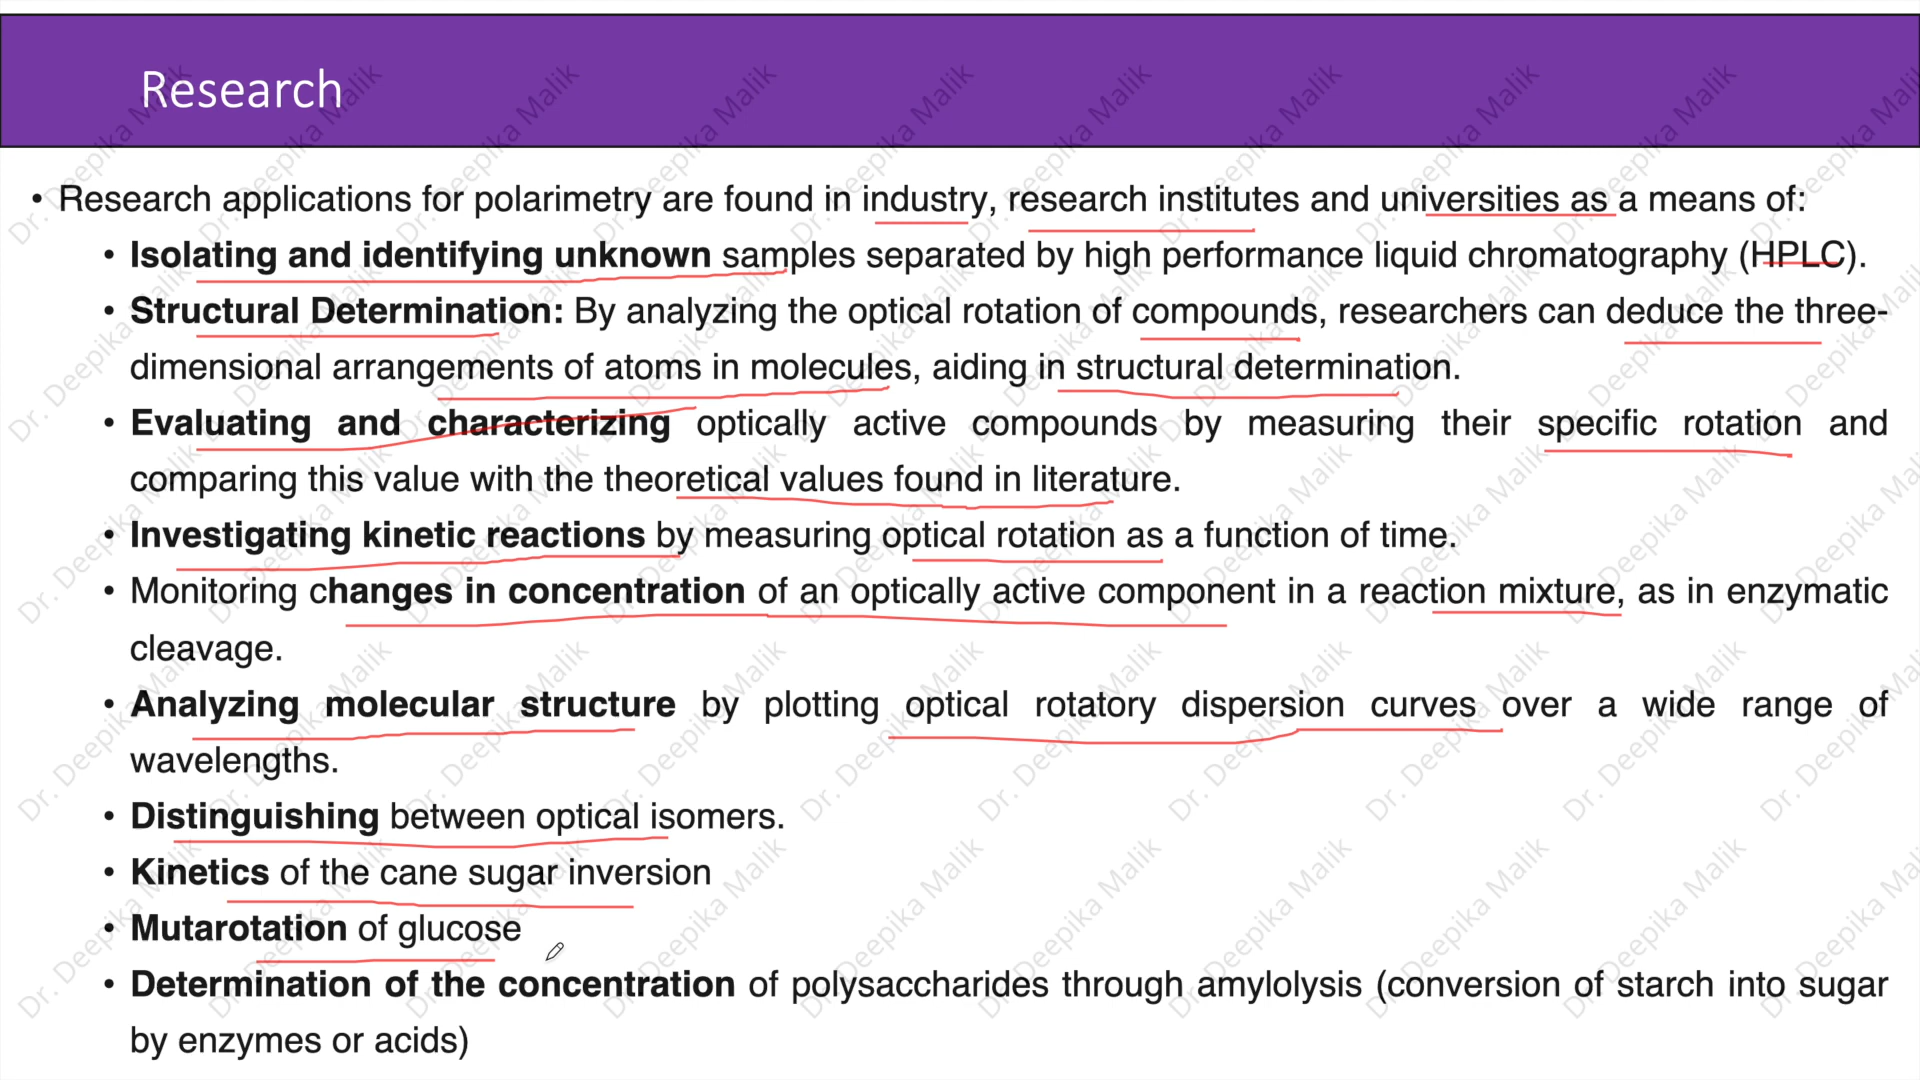 Research
• Research applications for polarimetry are found in industry, research institutes and universities as a means of:
• Isolating and identifying unknown samples separated by high performance liquid chromatography (HPLC).
• Structural Determination: By analyzing the optical rotation of compounds, researchers can deduce the three-
dimensional arrangements of atoms in molecules, aiding in structural determination.
• Evaluating and characterizing optically active compounds by measuring their specific rotation and
comparing this value with the theoretical values found in literature.
• Investigating kinetic reactions by measuring optical rotation as a function of time.
• Monitoring changes in concentration of an optically active component in a reaction mixture, as in enzymatic
cleavage.
• Analyzing molecular structure by plotting optical rotatory dispersion curves over a wide range of
wavelengths.
• Distinguishing between optical isomers.
• Kinetics of the cane sugar inversion
• Mutarotation of glucose
• Determination of the concentration of polysaccharides through amylolysis (conversion of starch into sugar
by enzymes or acids)
Dr. Deepika Malik